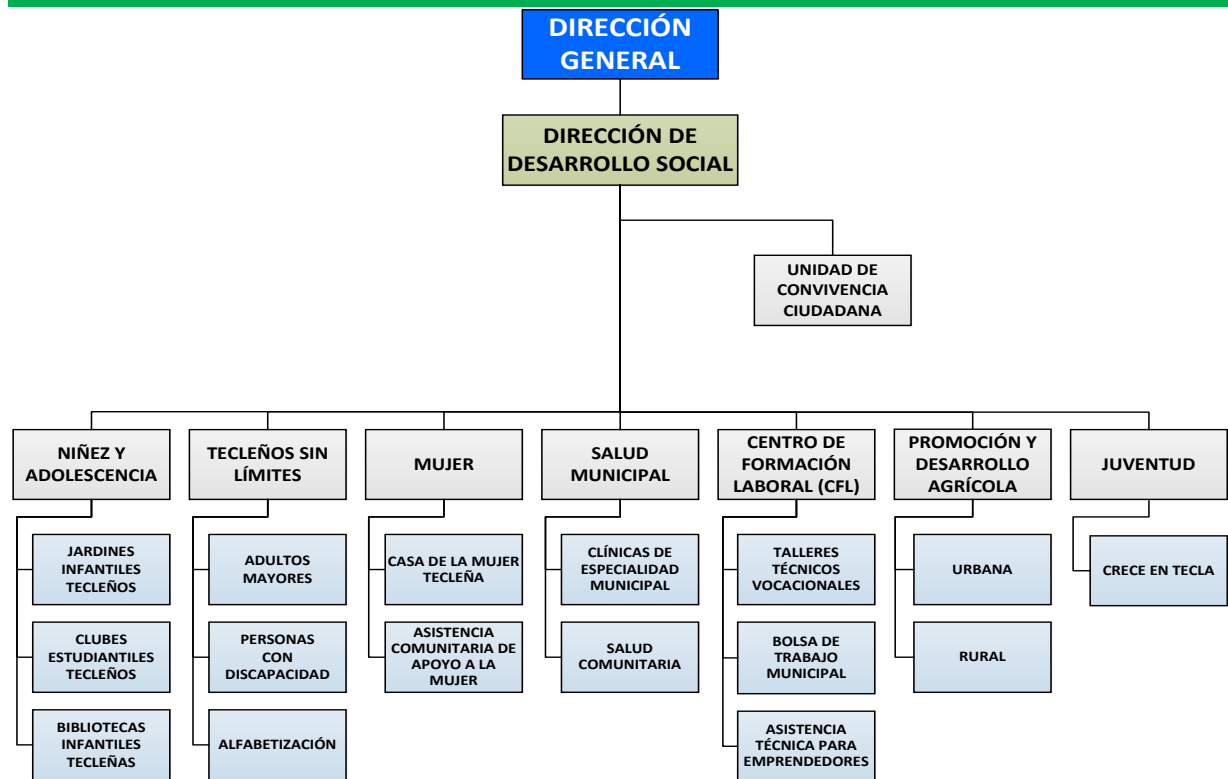 DIRECCIÓN
GENERAL
DIRECCIÓN DE
DESARROLLO SOCIAL
UNIDAD DE
CONVIVENCIA
CIUDADANA
NIÑEZ Y
ADOLESCENCIA
TECLEÑOS SIN
LÍMITES
MUJER
SALUD
MUNICIPAL
CENTRO DE
FORMACIÓN
LABORAL (CFL)
PROMOCIÓN Y
DESARROLLO
AGRÍCOLA
JUVENTUD
JARDINES
INFANTILES
TECLEÑOS
ADULTOS
MAYORES
CASA DE LA MUJER
TECLEÑA
CLÍNICAS DE
ESPECIALIDAD
MUNICIPAL
TALLERES
TÉCNICOS
VOCACIONALES
URBANA
CRECE EN TECLA
CLUBES
ESTUDIANTILES
TECLEÑOS
PERSONAS
CON
DISCAPACIDAD
ASISTENCIA
COMUNITARIA DE
APOYO A LA
MUJER
SALUD
COMUNITARIA
BOLSA DE
TRABAJO
MUNICIPAL
RURAL
BIBLIOTECAS
INFANTILES
TECLEÑAS
ALFABETIZACIÓN
ASISTENCIA
TÉCNICA PARA
EMPRENDEDORES